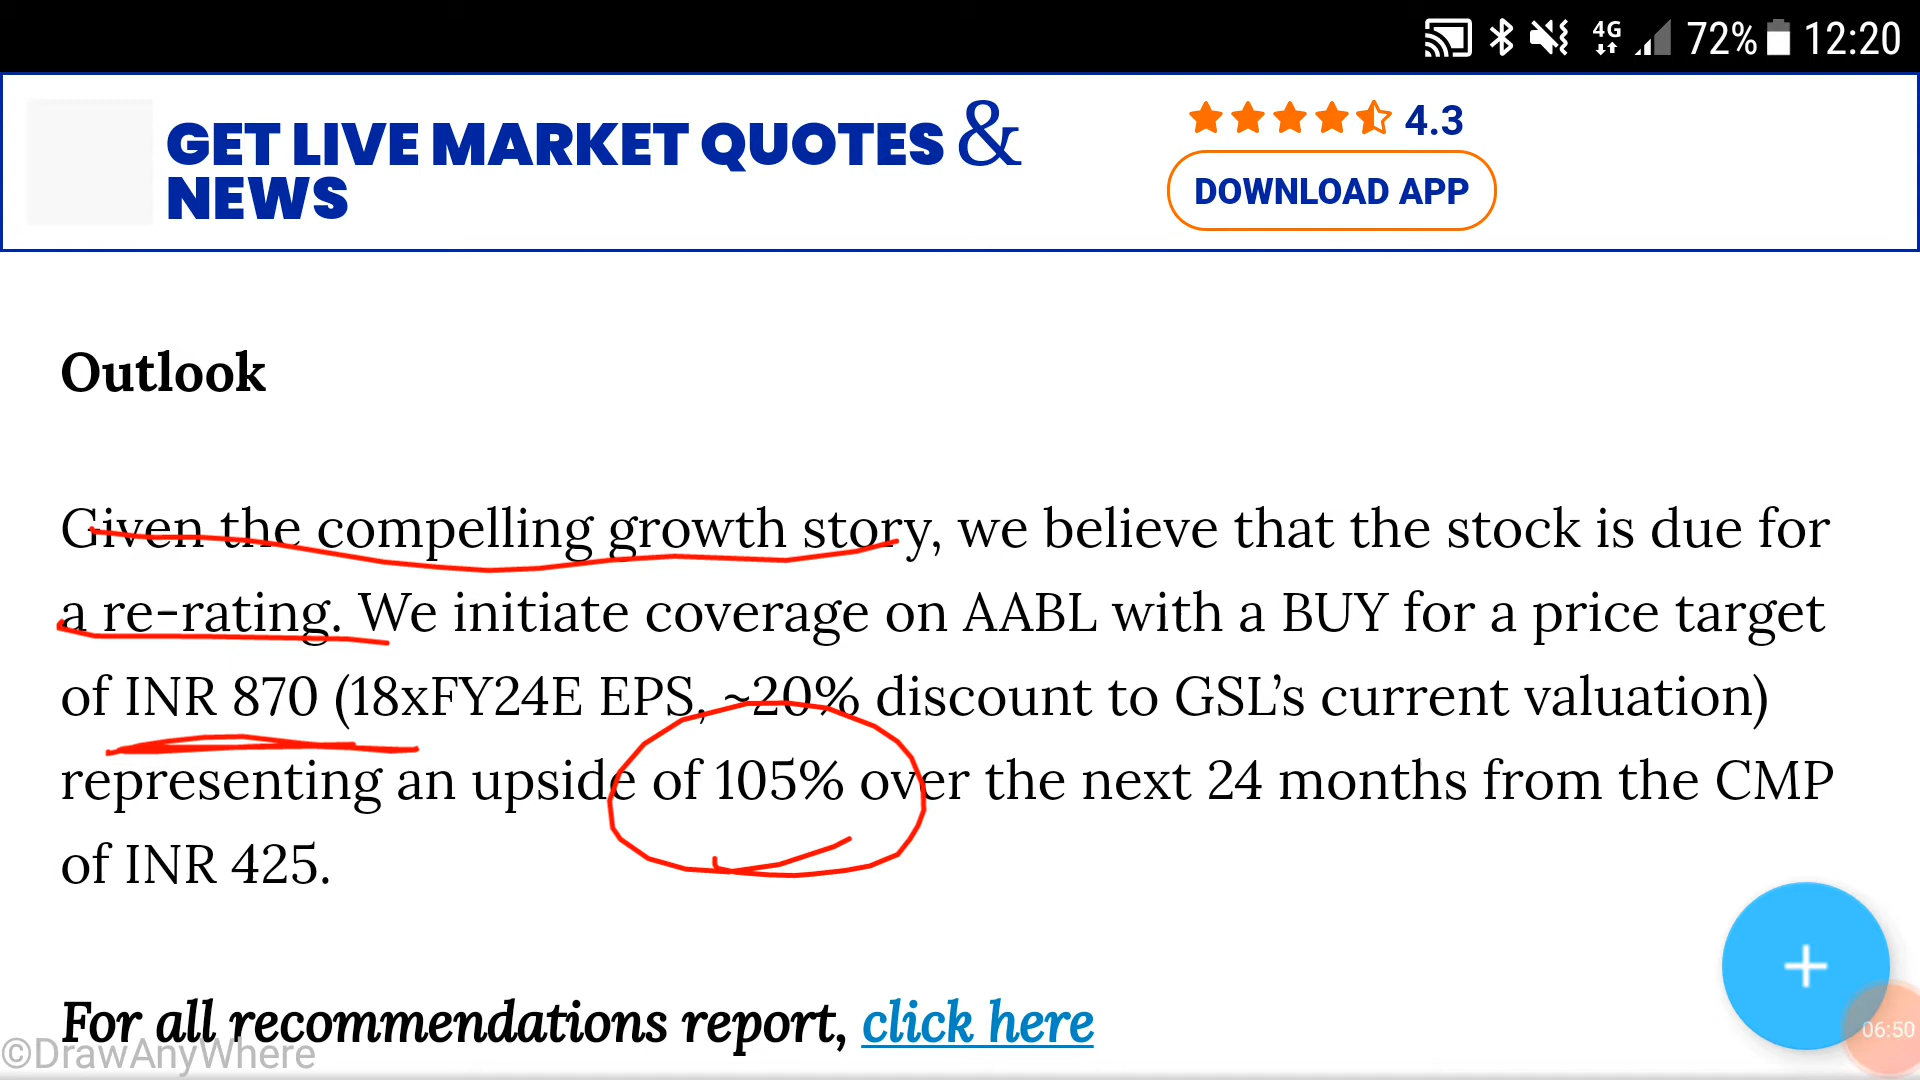 4G 72% 12:20
GET LIVE MARKET QUOTES &
NEWS
4.3
DOWNLOAD APP
Outlook
Given the compelling growth story, we believe that the stock is due for
a re-rating. We initiate coverage on AABL with a BUY for a price target
of INR 870 (18xFY24E EPS, ~20% discount to GSL’s current valuation)
representing an upside of 105% over the next 24 months from the CMP
of INR 425.
For all recommendations report, click here
©DrawAnyWhere
06:50